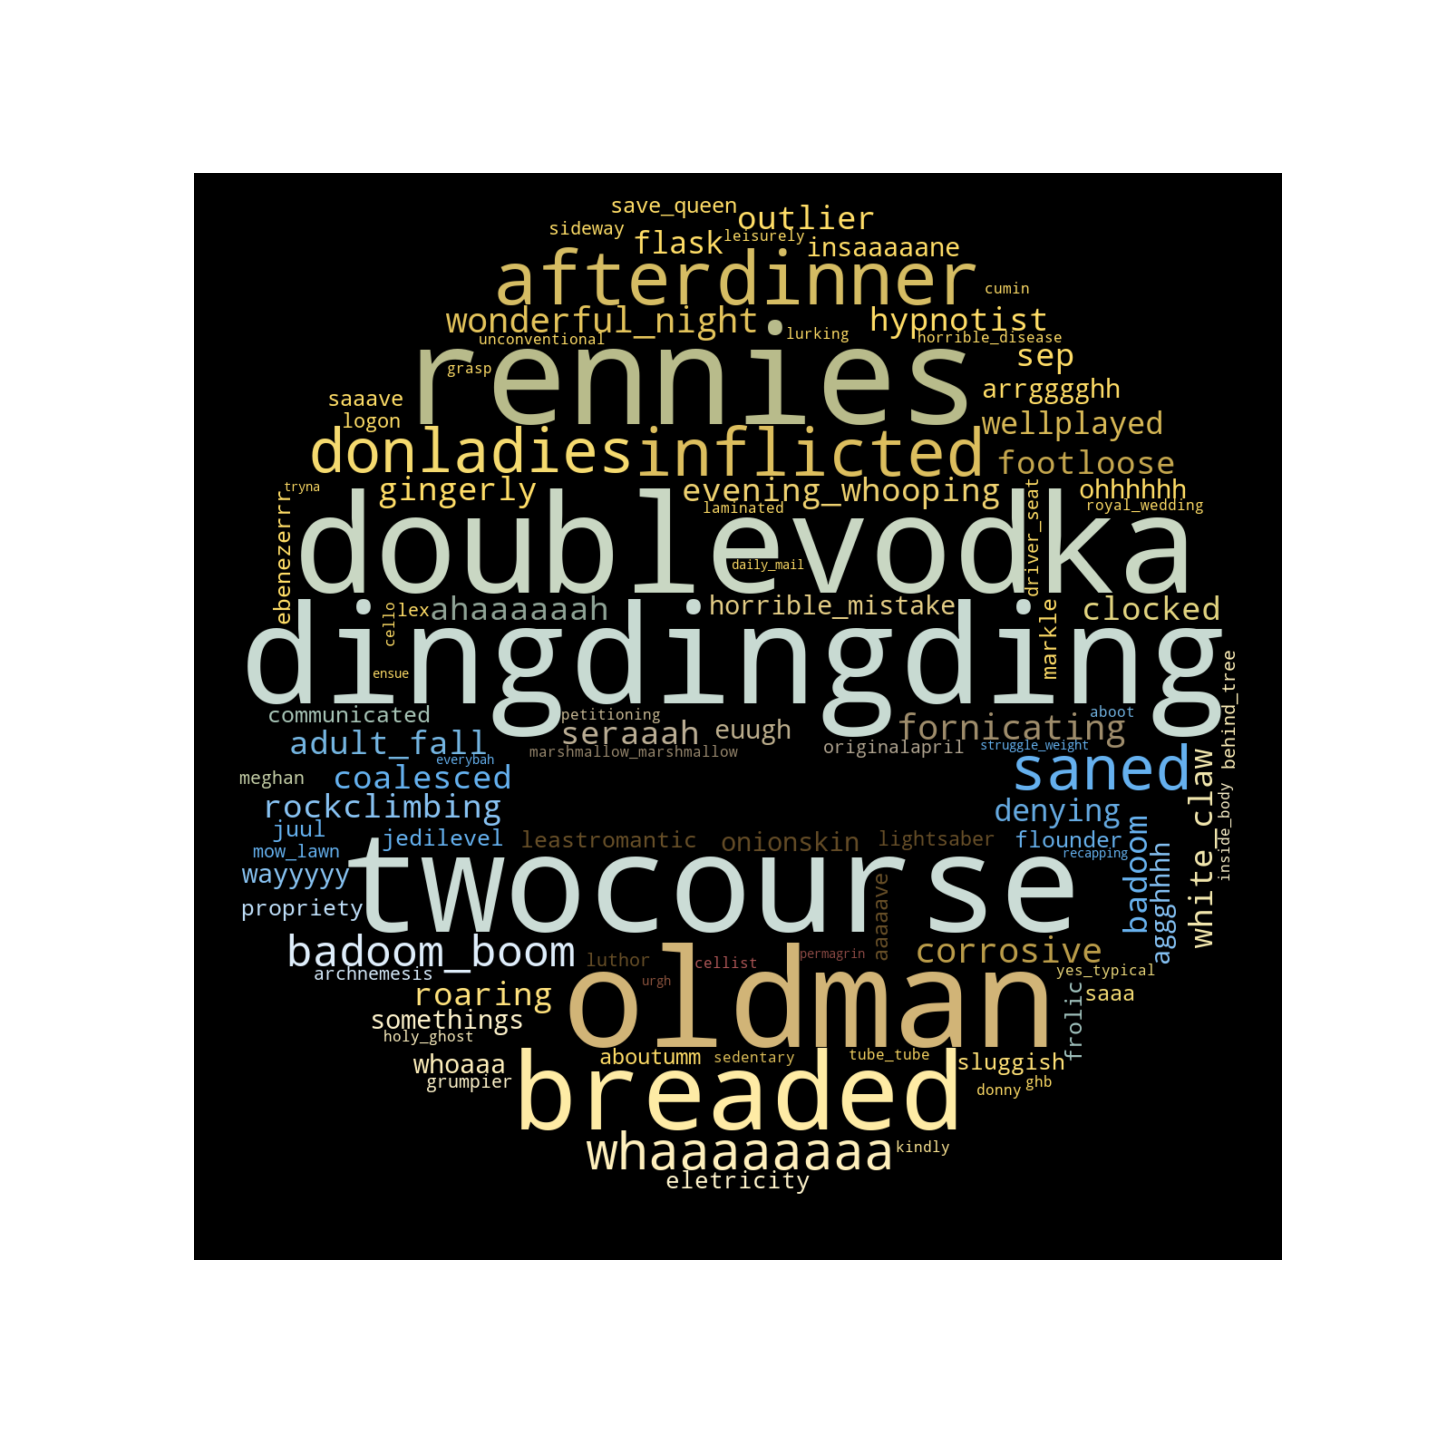 save_queen
outlier
sideway
flask
leisurely
insaaaaane
afterdinner
cumin
wonderful_night
hypnotist
unconventional
lurking
horrible_disease
rennies
sep
grasp
arrgggghh
saaave
logon
wellplayed
donladies
inflicted
footloose
tryna
gingerly
evening_whooping
ohhhhhh
laminated
royal_wedding
driver_seat
ebenezerrr
doublevodka
daily_mail
cello
lex
ahaaaaaah
horrible_mistake
markle
clocked
dingdingding
ensue
behind_tree
communicated
petitioning
seraaah
euugh
fornicating
aboot
adult_fall
everybah
marshmallow_marshmallow
originalapril
struggle_weight
saned
meghan
coalesced
white_claw
inside_body
rockclimbing
denying
juul
jedilevel
leastromantic
onionskin
lightsaber
flounder
badoom
mow_lawn
recapping
aggghhhh
wayyyyy
twocourse
aaaaave
propriety
badoom_boom
corrosive
archnemesis
luthor
cellist
permagrin
urgh
yes_typical
roaring
oldman
saaa
frolic
somethings
holy_ghost
whoaaa
aboutumm
sedentary
tube_tube
sluggish
grumpier
breaded
donny
ghb
whaaaaaaaa
kindly
eletricity